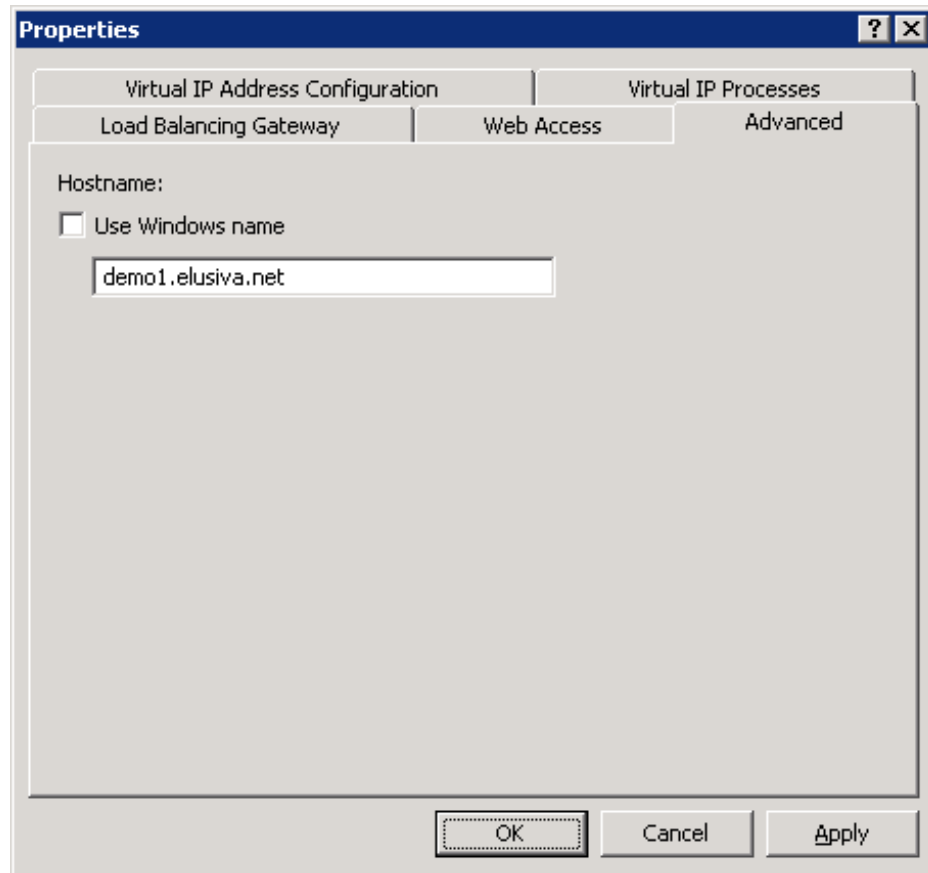 Properties
Virtual IP Address Configuration Virtual IP Processes
Load Balancing Gateway Web Access Advanced
Hostname:
Use Windows name
demo1.elusiva.net
OK Cancel Apply